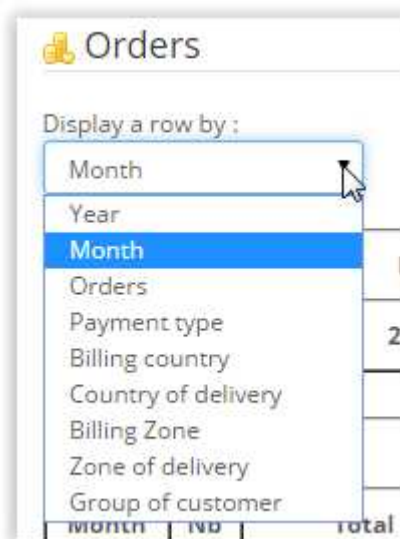 Orders
Display a row by :
Month
Year
Month
Orders
Payment type
2
Billing country
Country of delivery
Billing Zone
Zone of delivery
Group of customer
Month Nb Total